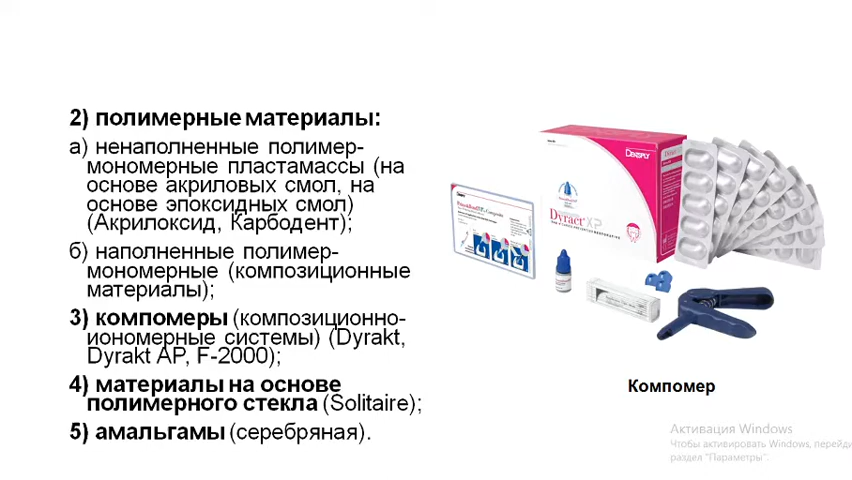 2) полимерные материалы:
а) ненаполненные полимер-
мономерные пластамассы (на
основе акриловых смол, на
основе эпоксидных смол)
(Акрилоксид, Карбодент);
б) наполненные полимер-
мономерные (композиционные
материалы);
3) компомеры (композиционно-
иономерные системы) (Dyrakt,
Dyrakt AP, F-2000);
4) материалы на основе
полимерного стекла (Solitaire);
5) амальгамы (серебряная).
DENTSPLY
Dyract XP
Компомер
Активация Windows
Чтобы активировать Windows, перейду
раздел "Параметры".